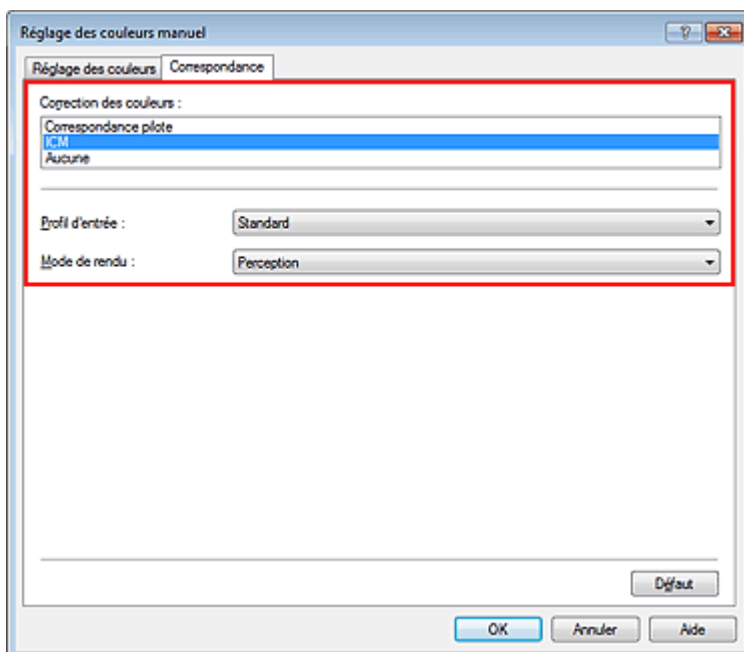 Réglage des couleurs manuel
Réglage des couleurs Correspondance
Correction des couleurs :
Correspondance pilote
ICM
Aucune
Profil d'entrée : Standard
Mode de rendu : Perception
Défaut
OK Annuler Aide